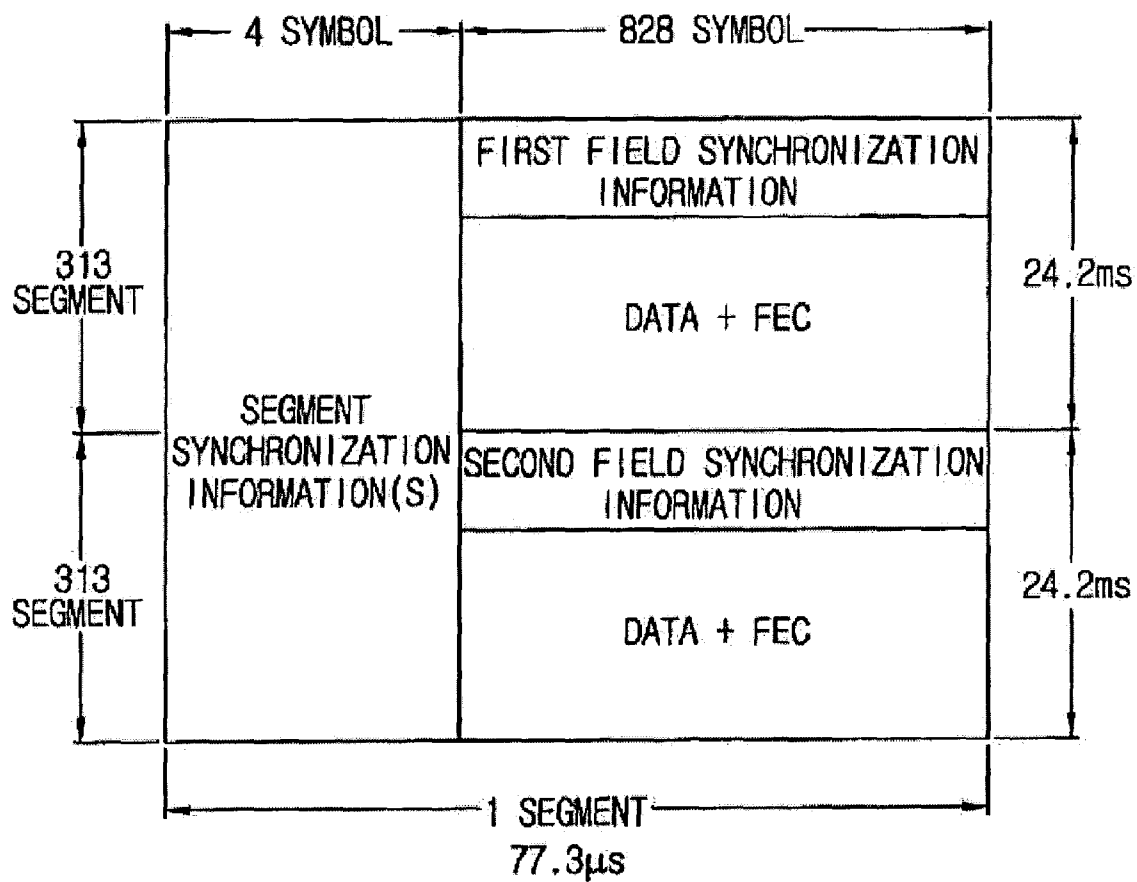 4 SYMBOL
828 SYMBOL
FIRST FIELD SYNCHRONIZATION
INFORMATION
313
SEGMENT
24.2ms
DATA + FEC
SEGMENT
SYNCHRONIZATION
INFORMATION(S)
SECOND FIELD SYNCHRONIZATION
INFORMATION
313
SEGMENT
24.2ms
DATA + FEC
1 SEGMENT
77.3µs